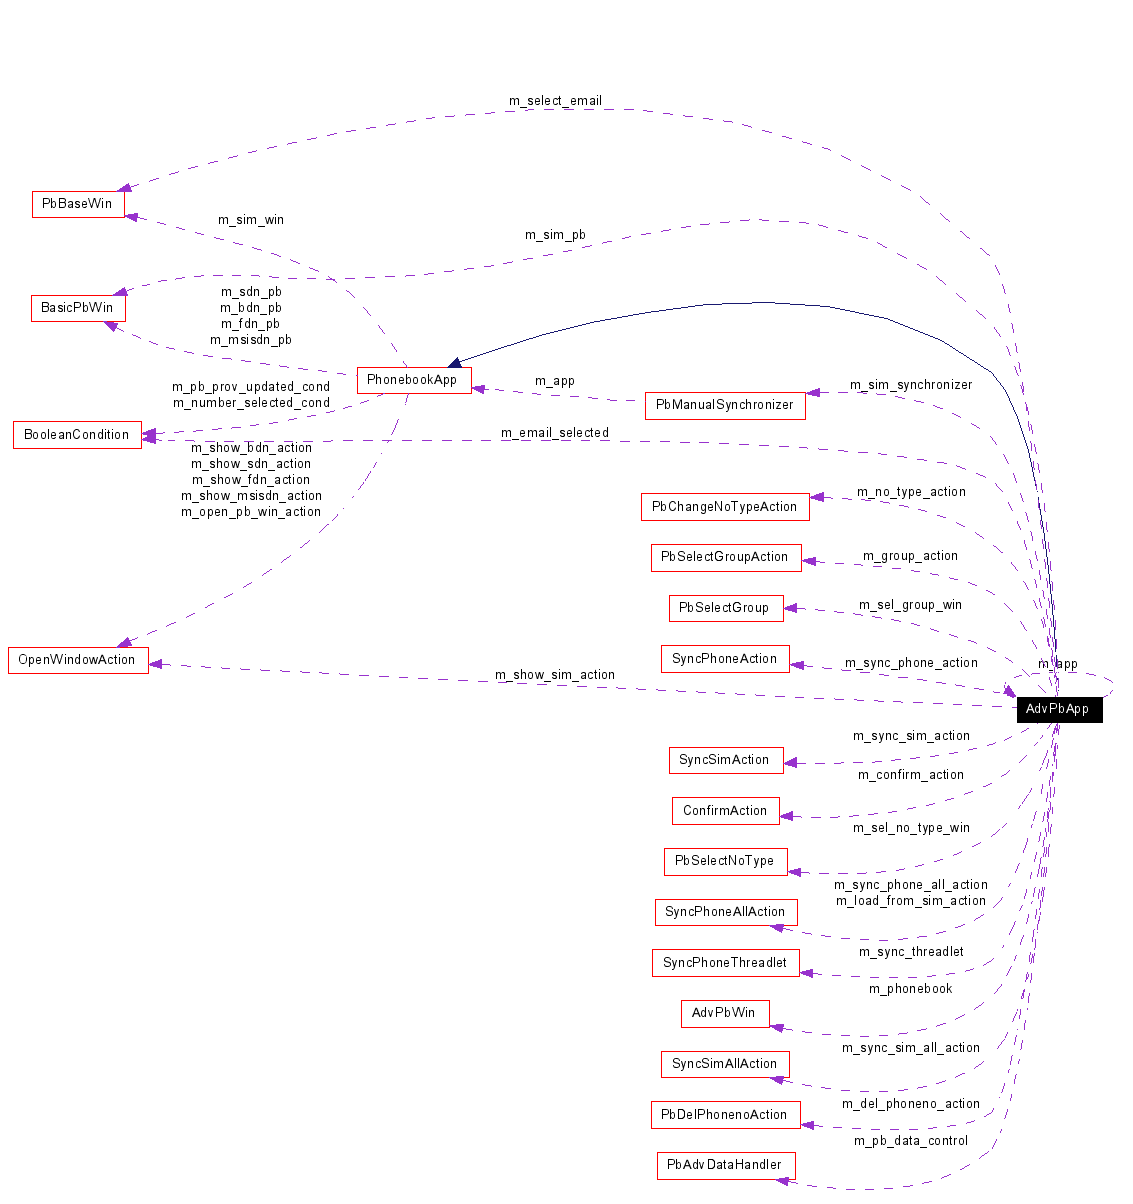 m_select_email
PbBaseWin
m_sim_win
m_sim_pb
m_sdn_pb
BasicPbWin
m_bdn_pb
m_fdn_pb
m_msisdn_pb
PhonebookApp
m_app
m_pb_prov_updated_cond
m_number_selected_cond
m_sim_synchronizer
PbManualSynchronizer
BooleanCondition
m_email_selected
m_show_bdn_action
m_show_sdn_action
m_show_fdn_action
m_show_msisdn_action
m_open_pb_win_action
m_no_type_action
PbChangeNoTypeAction
m_group_action
PbSelectGroupAction
m_sel_group_win
PbSelectGroup
OpenWindowAction
SyncPhoneAction
m_sync_phone_action
m_app
m_show_sim_action
AdvPbApp
m_sync_sim_action
SyncSimAction
m_confirm_action
ConfirmAction
m_sel_no_type_win
PbSelectNoType
m_sync_phone_all_action
m_load_from_sim_action
SyncPhoneAllAction
m_sync_threadlet
SyncPhoneThreadlet
m_phonebook
AdvPbWin
m_sync_sim_all_action
SyncSimAllAction
m_del_phoneno_action
PbDelPhonenoAction
m_pb_data_control
PbAdvDataHandler